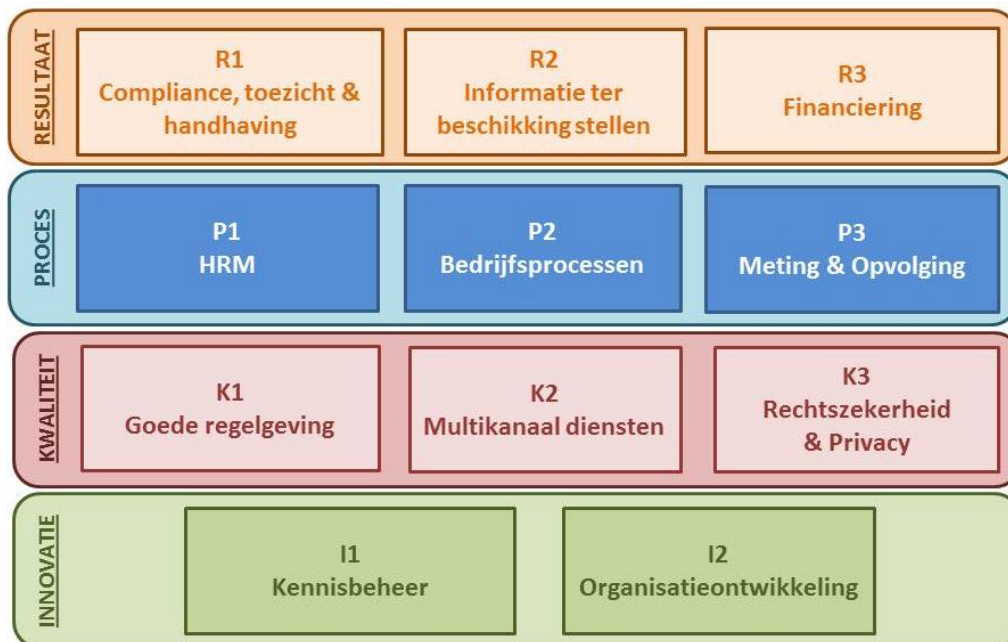 RESULTAAT
R1
Compliance, toezicht &
handhaving
R2
Informatie ter
beschikking stellen
R3
Financiering
PROCES
P1
HRM
P2
Bedrijfsprocessen
P3
Meting & Opvolging
KWALITEIT
K1
Goede regelgeving
K2
Multikanaal diensten
K3
Rechtszekerheid
& Privacy
INNOVATIE
I1
Kennisbeheer
I2
Organisatieontwikkeling